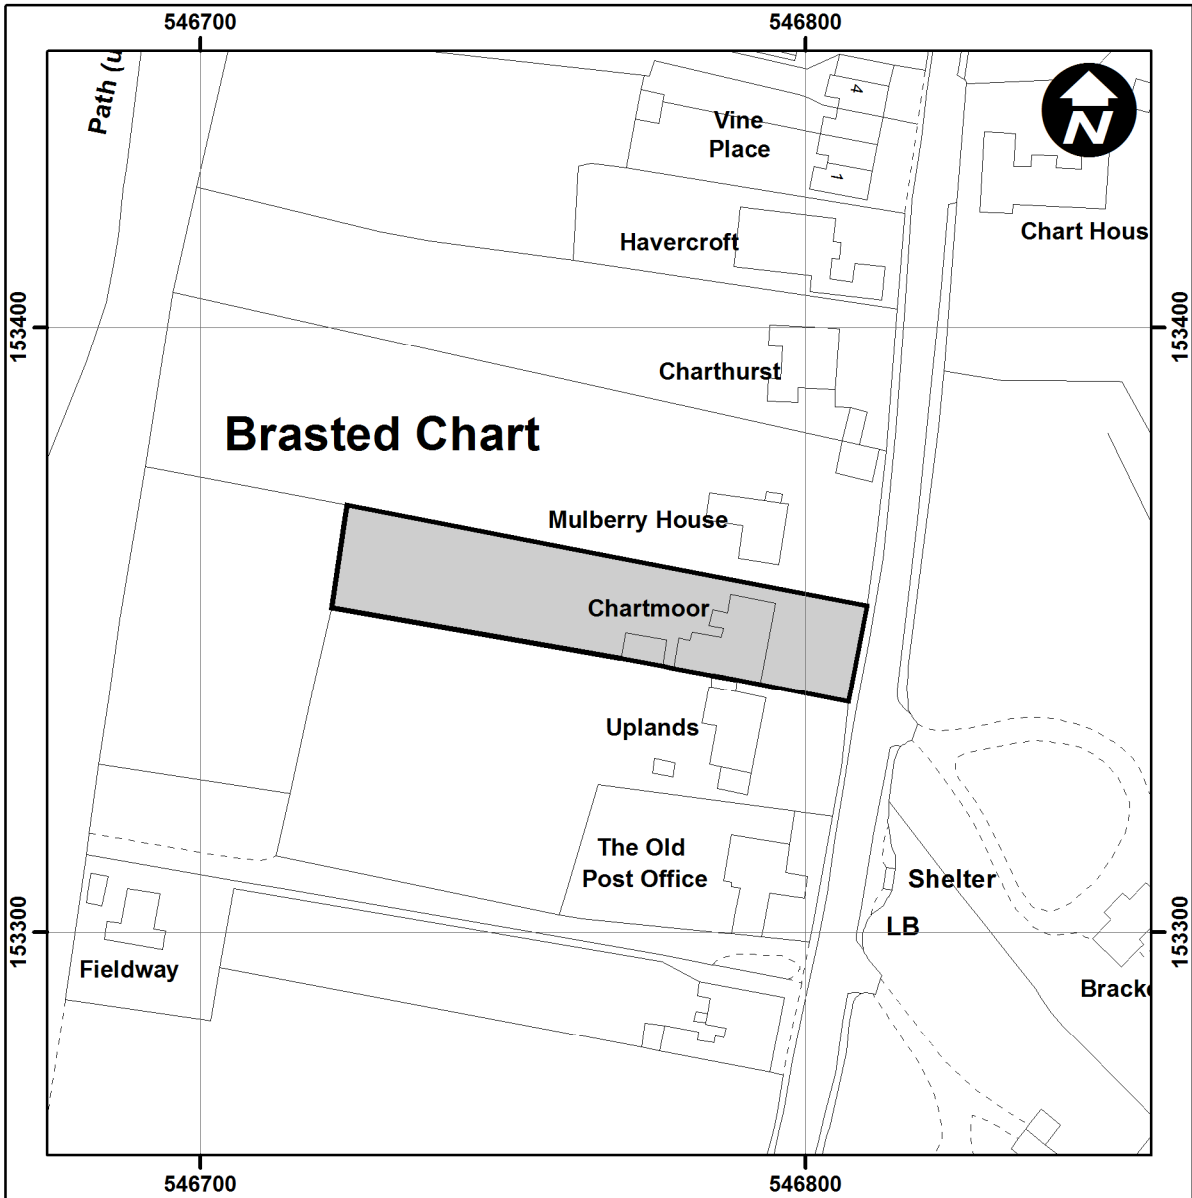 546700
546800
Path (u
4
Vine
Place
1
N
Havercroft
Chart Hous
153400
153400
Charthurst
Brasted Chart
Mulberry House
Chartmoor
Uplands
The Old
Post Office
Shelter
LB
153300
153300
Fieldway
Bracke
546700
546800